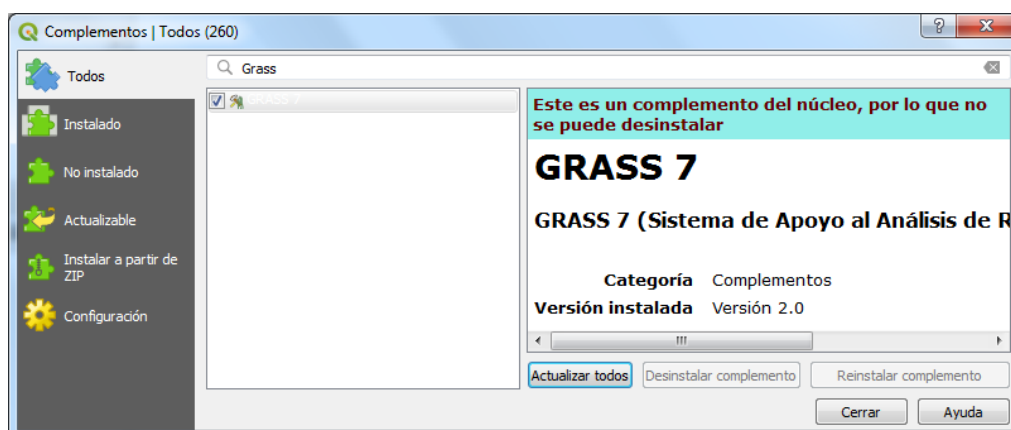 Complementos | Todos (260)
Todos
Instalado
No instalado
Actualizable
Instalar a partir de
ZIP
Configuración
Grass
GRASS 7
Este es un complemento del núcleo, por lo que no
se puede desinstalar
GRASS 7
GRASS 7 (Sistema de Apoyo al Análisis de R
Categoría Complementos
Versión instalada Versión 2.0
Actualizar todos Desinstalar complemento Reinstalar complemento
Cerrar Ayuda